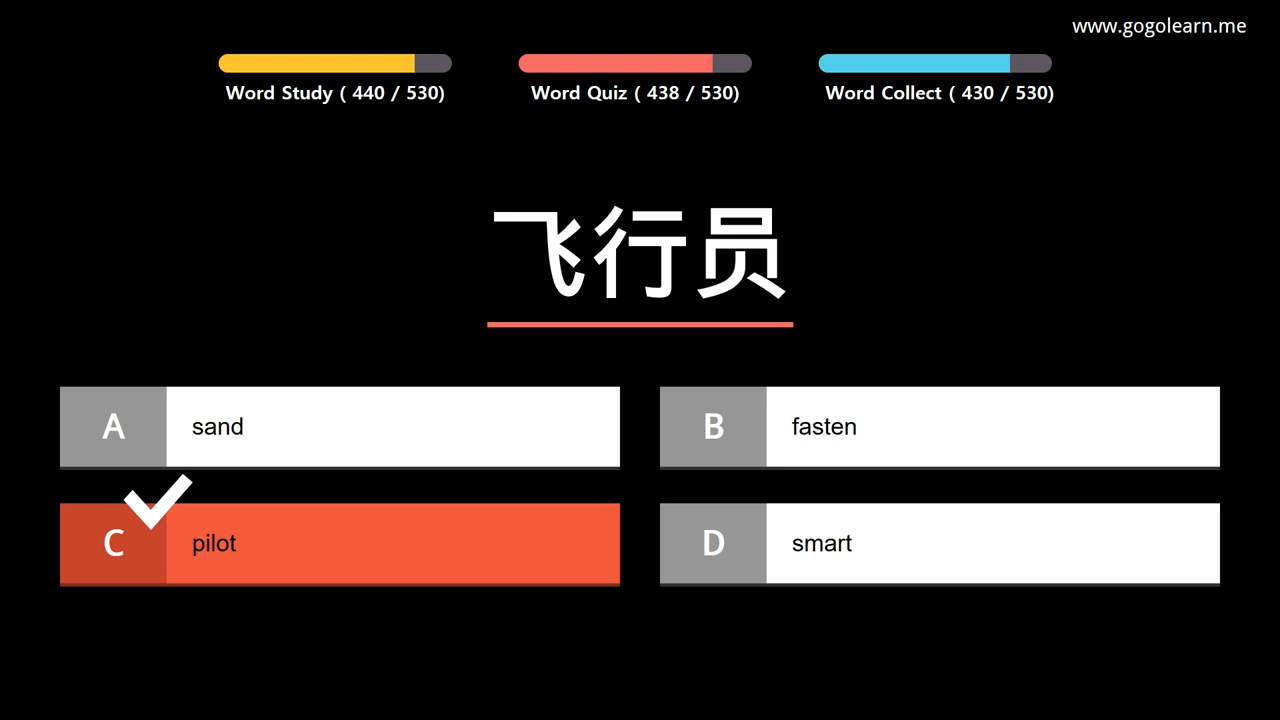 www.gogolearn.me
Word Study ( 440 / 530)
Word Quiz ( 438 / 530)
Word Collect ( 430 / 530)
飞行员
A sand
B fasten
C pilot
D smart